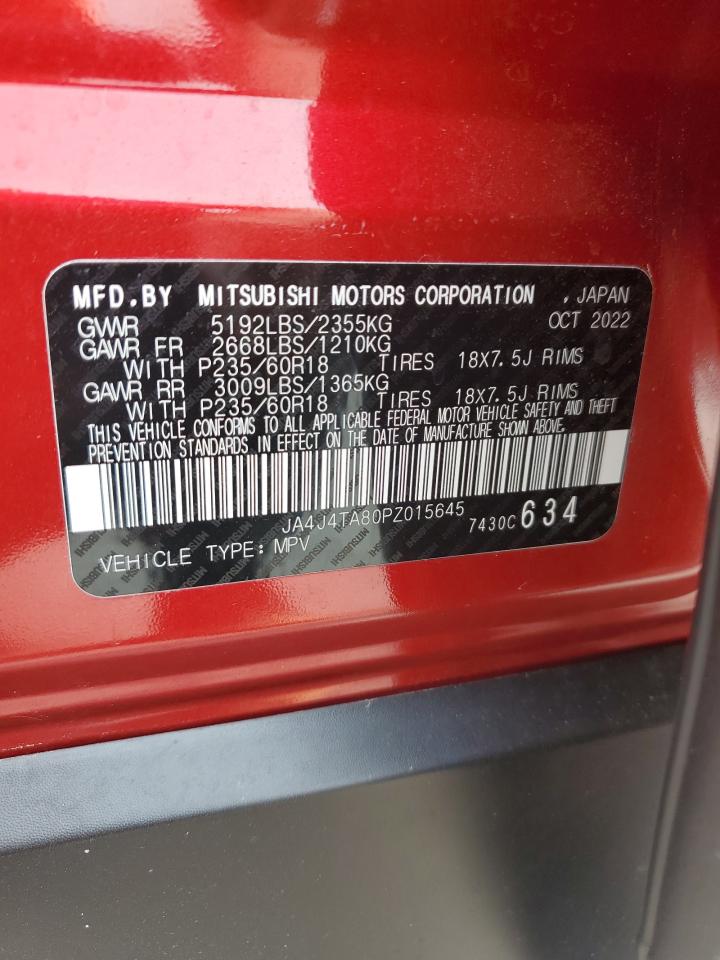 MFD.BY MITSUBISHI MOTORS CORPORATION , JAPAN
GVWR 5192LBS/2355KG OCT 2022
GAWR FR 2668LBS/1210KG
WITH P235/60R18 TIRES 18X7.5J RIMS
GAWR RR 3009LBS/1365KG
WITH P235/60R18 TIRES 18X7.5J RIMS
THIS VEHICLE CONFORMS TO ALL APPLICABLE FEDERAL MOTOR VEHICLE SAFETY AND THEFT
PREVENTION STANDARDS IN EFFECT ON THE DATE OF MANUFACTURE SHOWN ABOVE.
JA4J4TA80PZ015645 7430C 634
VEHICLE TYPE: MPV